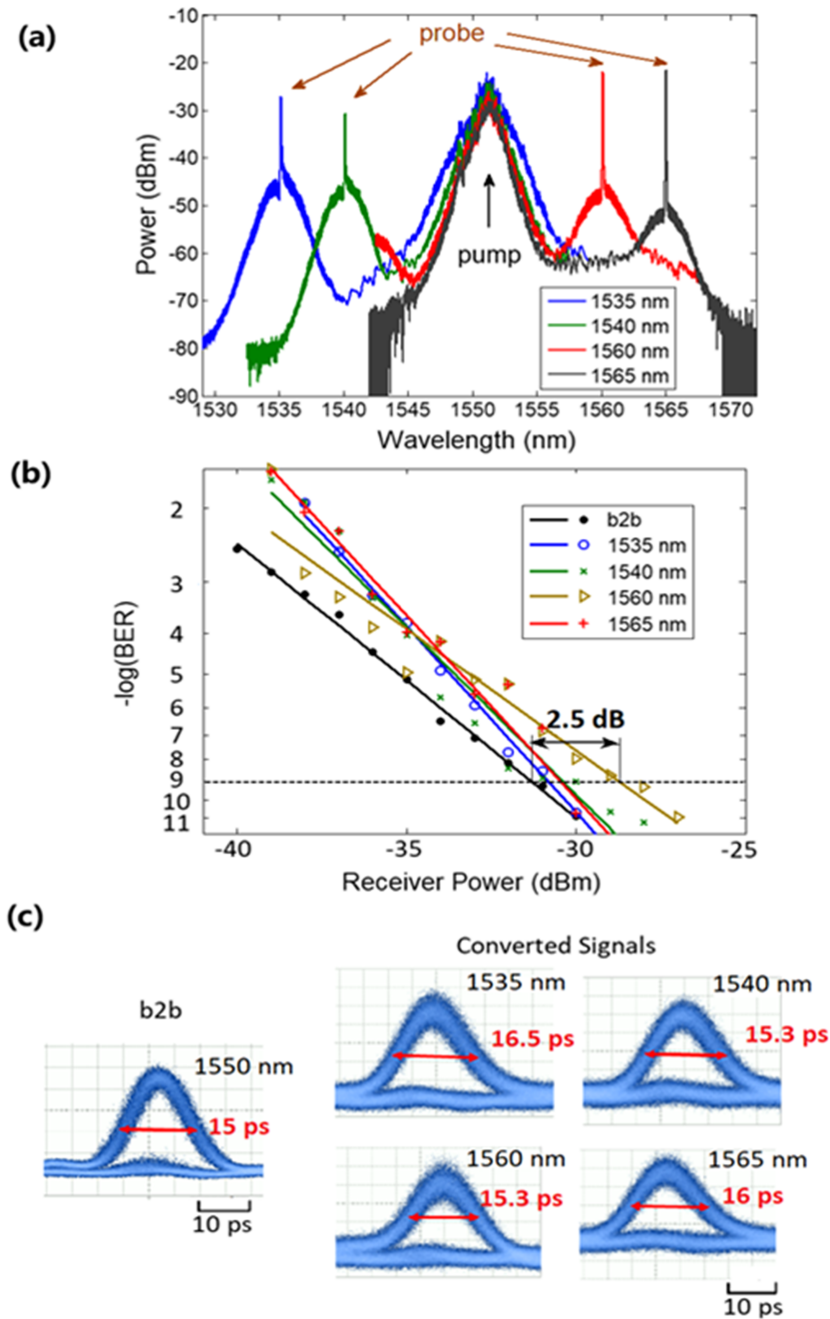 (a)
-10
-20
-30
-40
-50
-60
-70
-80
-90
Power (dBm)
probe
pump
1535 nm
1540 nm
1560 nm
1565 nm
1530 1535 1540 1545 1550 1555 1560 1565 1570
Wavelength (nm)
(b)
2
3
4
5
6
7
8
9
10
11
-log(BER)
b2b
1535 nm
1540 nm
1560 nm
1565 nm
2.5 dB
-40 -35 -30 -25
Receiver Power (dBm)
(c)
Converted Signals
b2b
1550 nm
15 ps
10 ps
1535 nm
16.5 ps
1540 nm
15.3 ps
1560 nm
15.3 ps
1565 nm
16 ps
10 ps